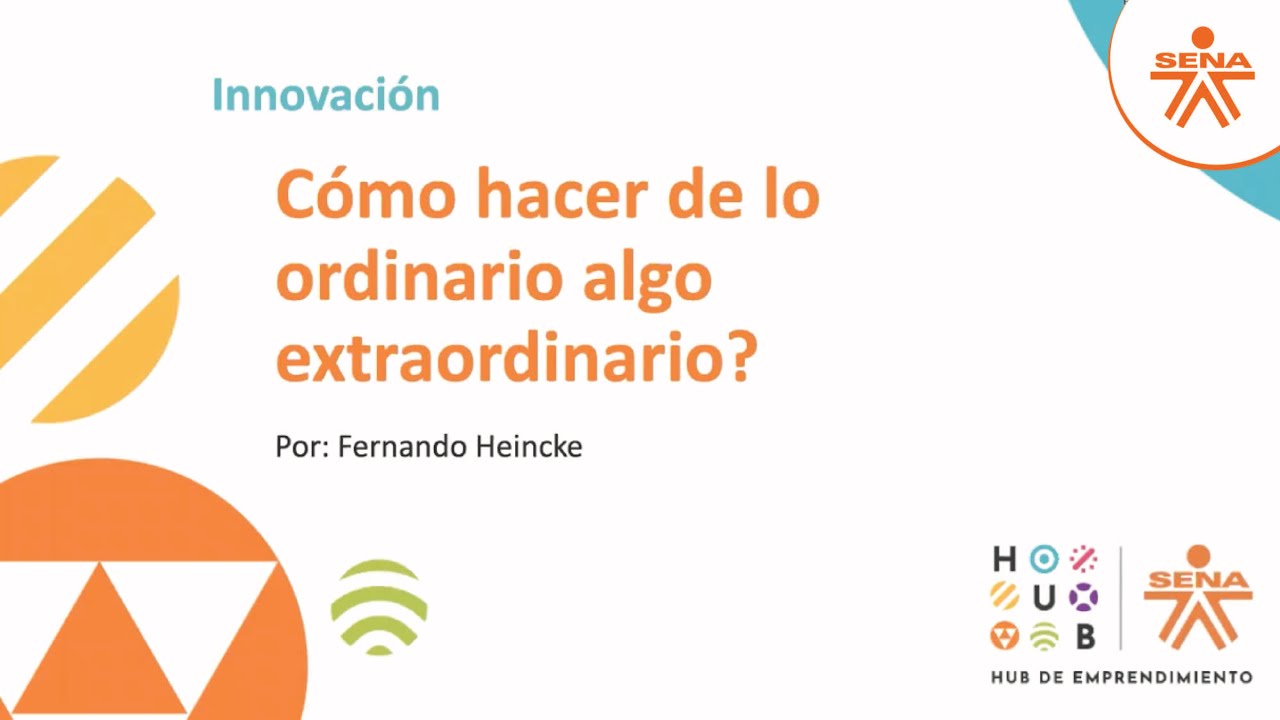 SENA
Innovación
Cómo hacer de lo
ordinario algo
extraordinario?
Por: Fernando Heincke
H
U
B
SENA
HUB DE EMPRENDIMIENTO